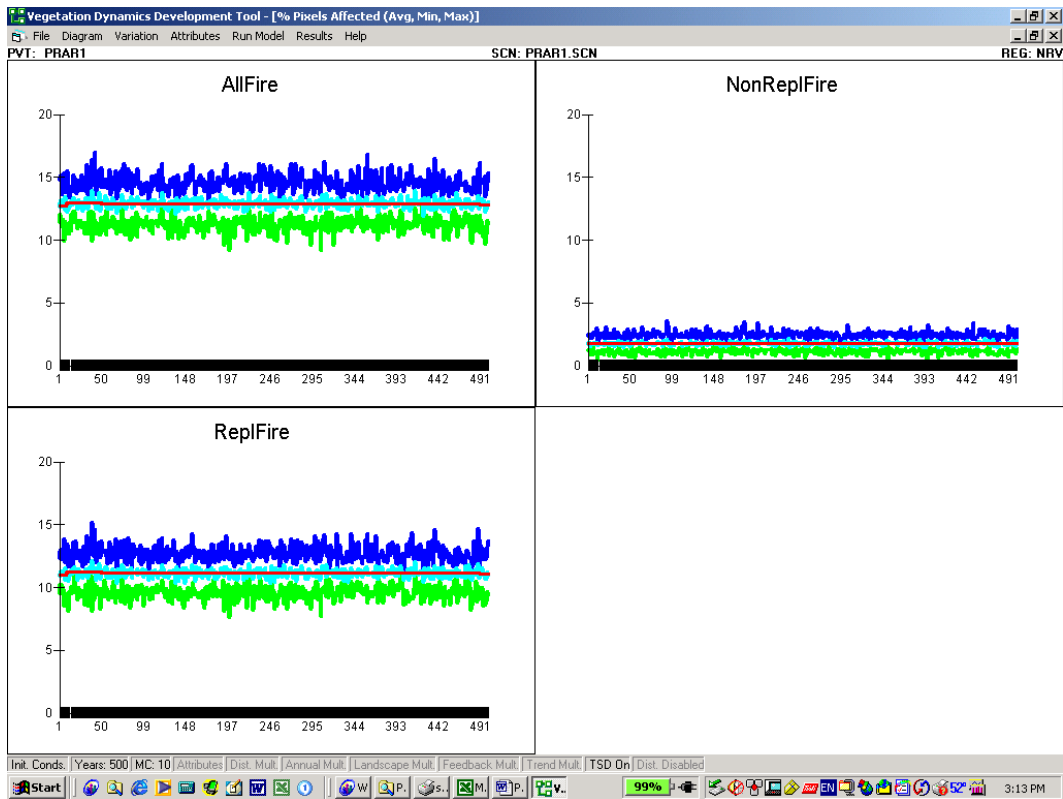 Vegetation Dynamics Development Tool - [% Pixels Affected (Avg, Min, Max)]
File Diagram Variation Attributes Run Model Results Help
PVT: PRAR1 SCN: PRAR1.SCN REG: NRV
AllFire
20
15
10
5
0
1 50 99 148 197 246 295 344 393 442 491
NonReplFire
20
15
10
5
0
1 50 99 148 197 246 295 344 393 442 491
ReplFire
20
15
10
5
0
1 50 99 148 197 246 295 344 393 442 491
Init. Conds. Years: 500 MC: 10 Attributes Dist. Mult. Annual Mult. Landscape Mult. Feedback Mult. Trend Mult. TSD On Dist. Disabled
Start W P. s.. M. P. v.. 99% EN 52° 3:13 PM